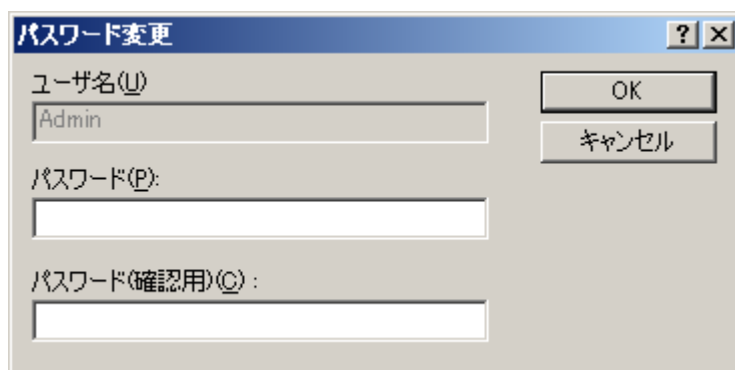 パスワード変更
ユーザ名(U)
Admin
OK
キャンセル
パスワード(P):
パスワード(確認用)(C) :